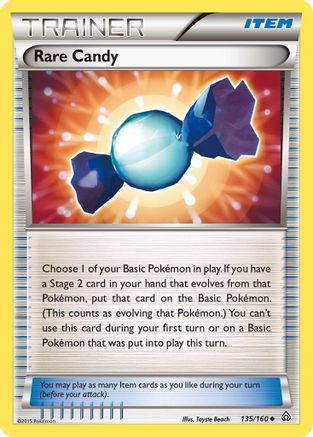 TRAINER ITEM
Rare Candy
Choose 1 of your Basic Pokémon in play. If you have
a Stage 2 card in your hand that evolves from that
Pokémon, put that card on the Basic Pokémon.
(This counts as evolving that Pokémon.) You can't
use this card during your first turn or on a Basic
Pokémon that was put into play this turn.
You may play as many Item cards as you like during your turn
(before your attack).
©2015 Pokémon Illus. Toyste Beach 135/160